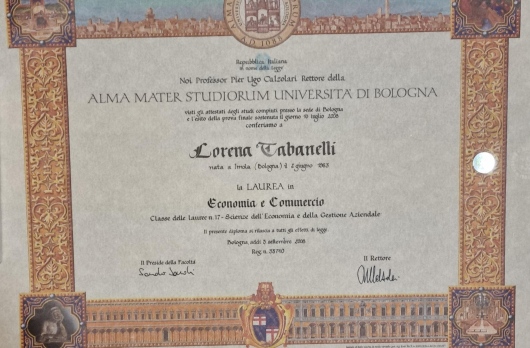 Repubblica Italiana
in nome della Legge
Noi Professor Pier Ugo Calzolari Rettore della
ALMA MATER STUDIORUM UNIVERSITÀ DI BOLOGNA
visti gli attestati degli studi compiuti presso la sede di Bologna
e l'esito della prova finale sostenuta il giorno luglio 2008
conferiamo a
Lorena Tabanelli
nata a Imola (Bologna) il 2 giugno 1983
la LAUREA in
Economia e Commercio
Classe delle lauree n. 17 - Scienze dell'Economia e della Gestione Aziendale
Il presente diploma si rilascia a tutti gli effetti di legge
Bologna, addì 5 settembre 2008
Reg. n.
Il Preside della Facoltà
Il Rettore